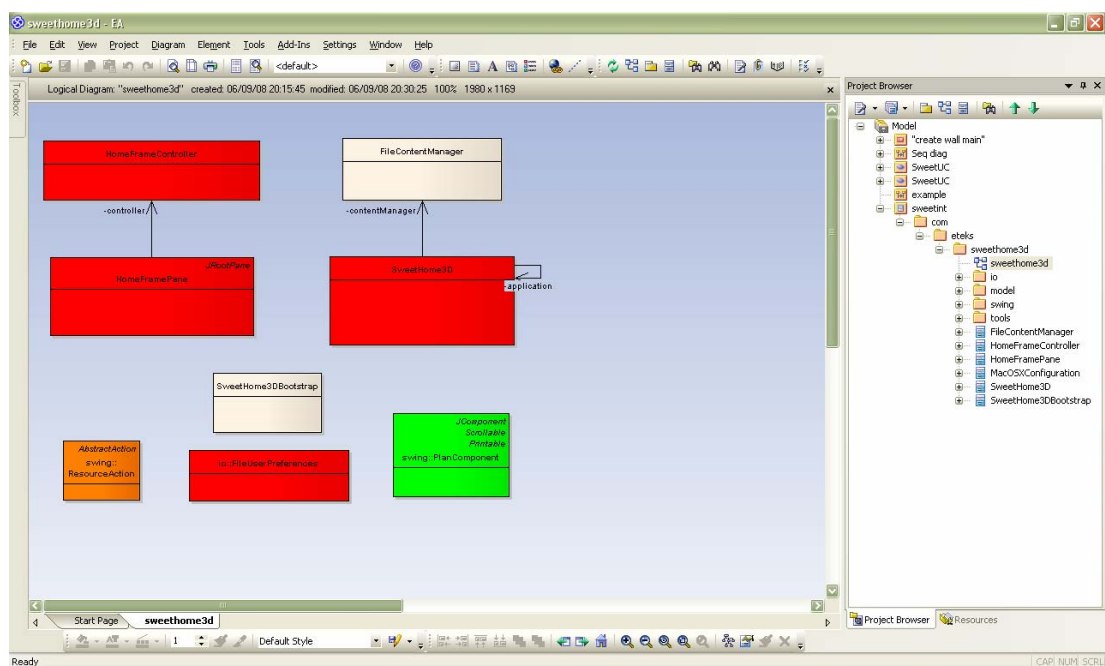 sweethome3d - EA
File Edit View Project Diagram Element Tools Add-Ins Settings Window Help
<default>
Toolbox
Logical Diagram: "sweethome3d" created: 06/09/08 20:15:45 modified: 06/09/08 20:30:25 100% 1980 x 1169
HomeFrameController
FileContentManager
-controller
-contentManager
JRootPane
HomeFramePane
SweetHome3D
-application
SweetHome3DBootstrap
AbstractAction
swing::
ResourceAction
io::FileUserPreferences
JComponent
Scrollable
Printable
swing::PlanComponent
Start Page sweethome3d
1 Default Style
Ready
Project Browser
Model
"create wall main"
Seq diag
SweetUC
SweetUC
example
sweetint
com
eteks
sweethome3d
sweethome3d
io
model
swing
tools
FileContentManager
HomeFrameController
HomeFramePane
MacOSXConfiguration
SweetHome3D
SweetHome3DBootstrap
Project Browser Resources
CAP NUM SCRL